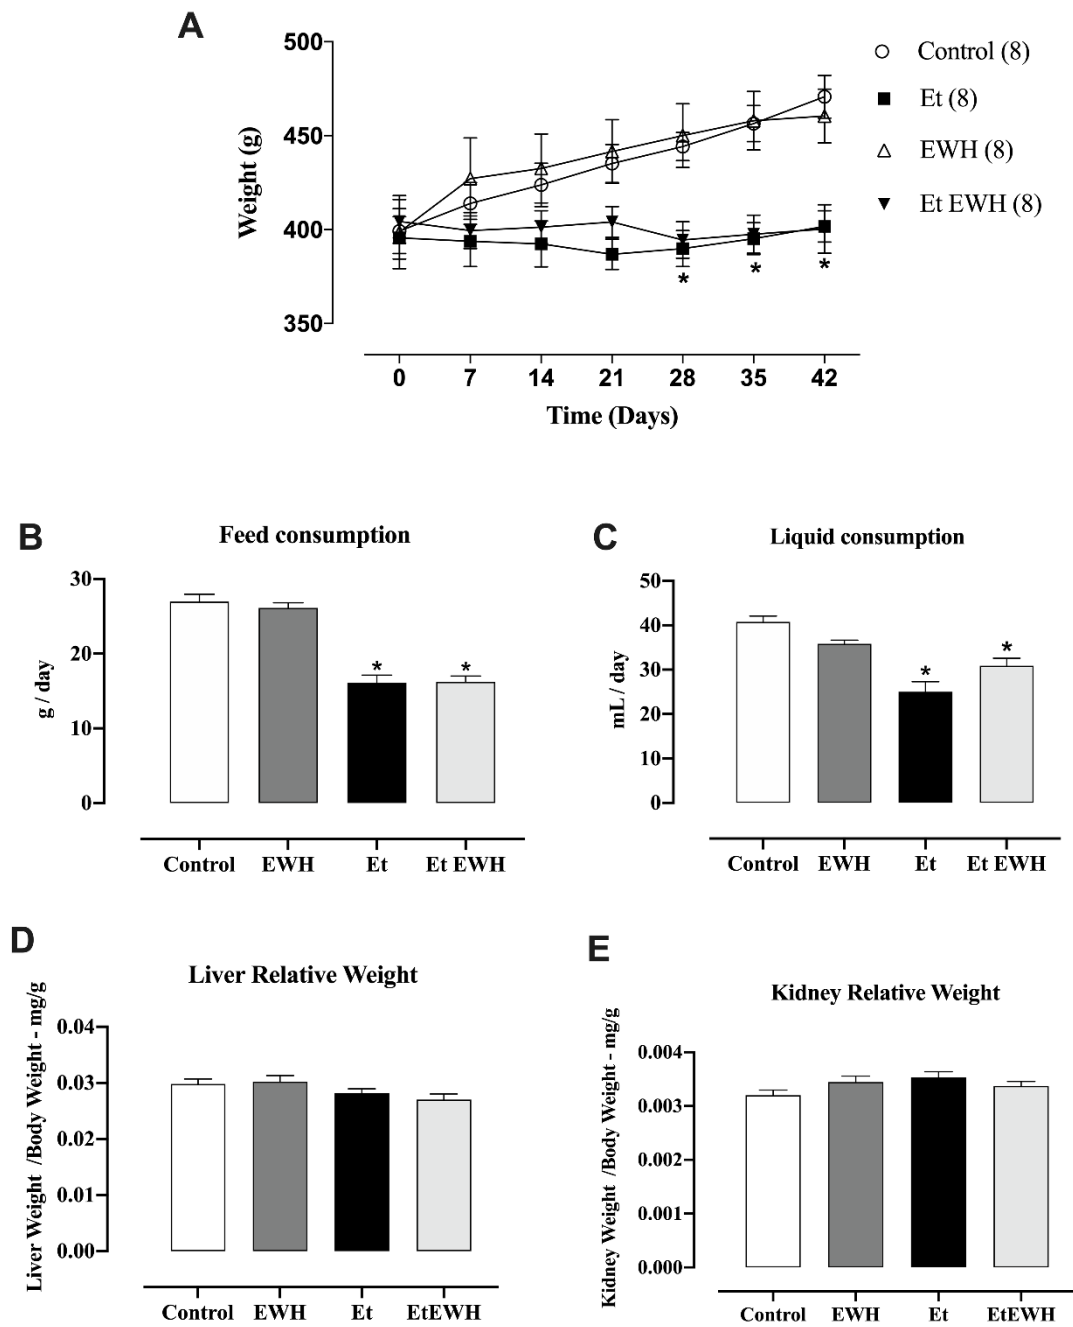 A
500
450
400
350
Weight (g)
0 7 14 21 28 35 42
Time (Days)
* * *
Control (8)
Et (8)
EWH (8)
Et EWH (8)
B
Feed consumption
30
20
10
0
g / day
* *
Control EWH Et Et EWH
C
Liquid consumption
50
40
30
20
10
0
mL / day
* *
Control EWH Et Et EWH
D
Liver Relative Weight
0.04
0.03
0.02
0.01
0.00
Liver Weight /Body Weight - mg/g
Control EWH Et EtEWH
E
Kidney Relative Weight
0.004
0.003
0.002
0.001
0.000
Kidney Weight /Body Weight - mg/g
Control EWH Et EtEWH